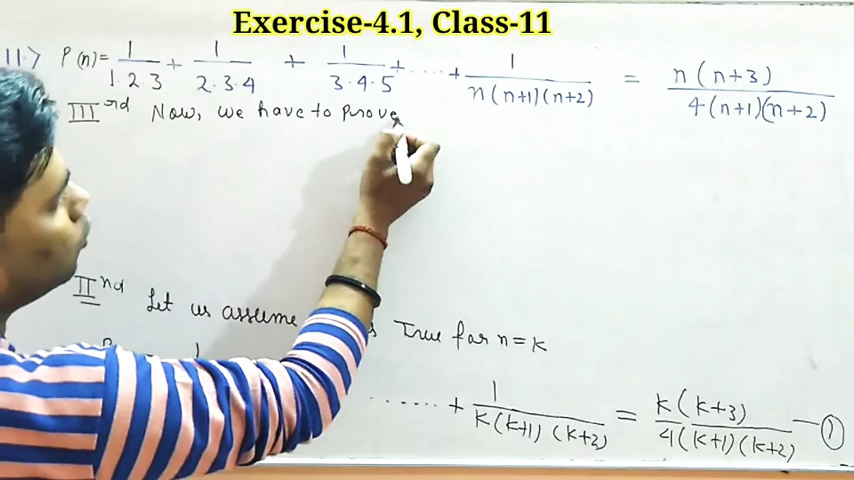 Exercise-4.1, Class-11
11.> P(n)= 1/1·2·3 + 1/2·3·4 + 1/3·4·5 + ..... + 1/n(n+1)(n+2) = n(n+3)/4(n+1)(n+2)
IIIrd Now, we have to prove
IInd Let us assume True for n=k
..... + 1/k(k+1)(k+2) = k(k+3)/4(k+1)(k+2) —①